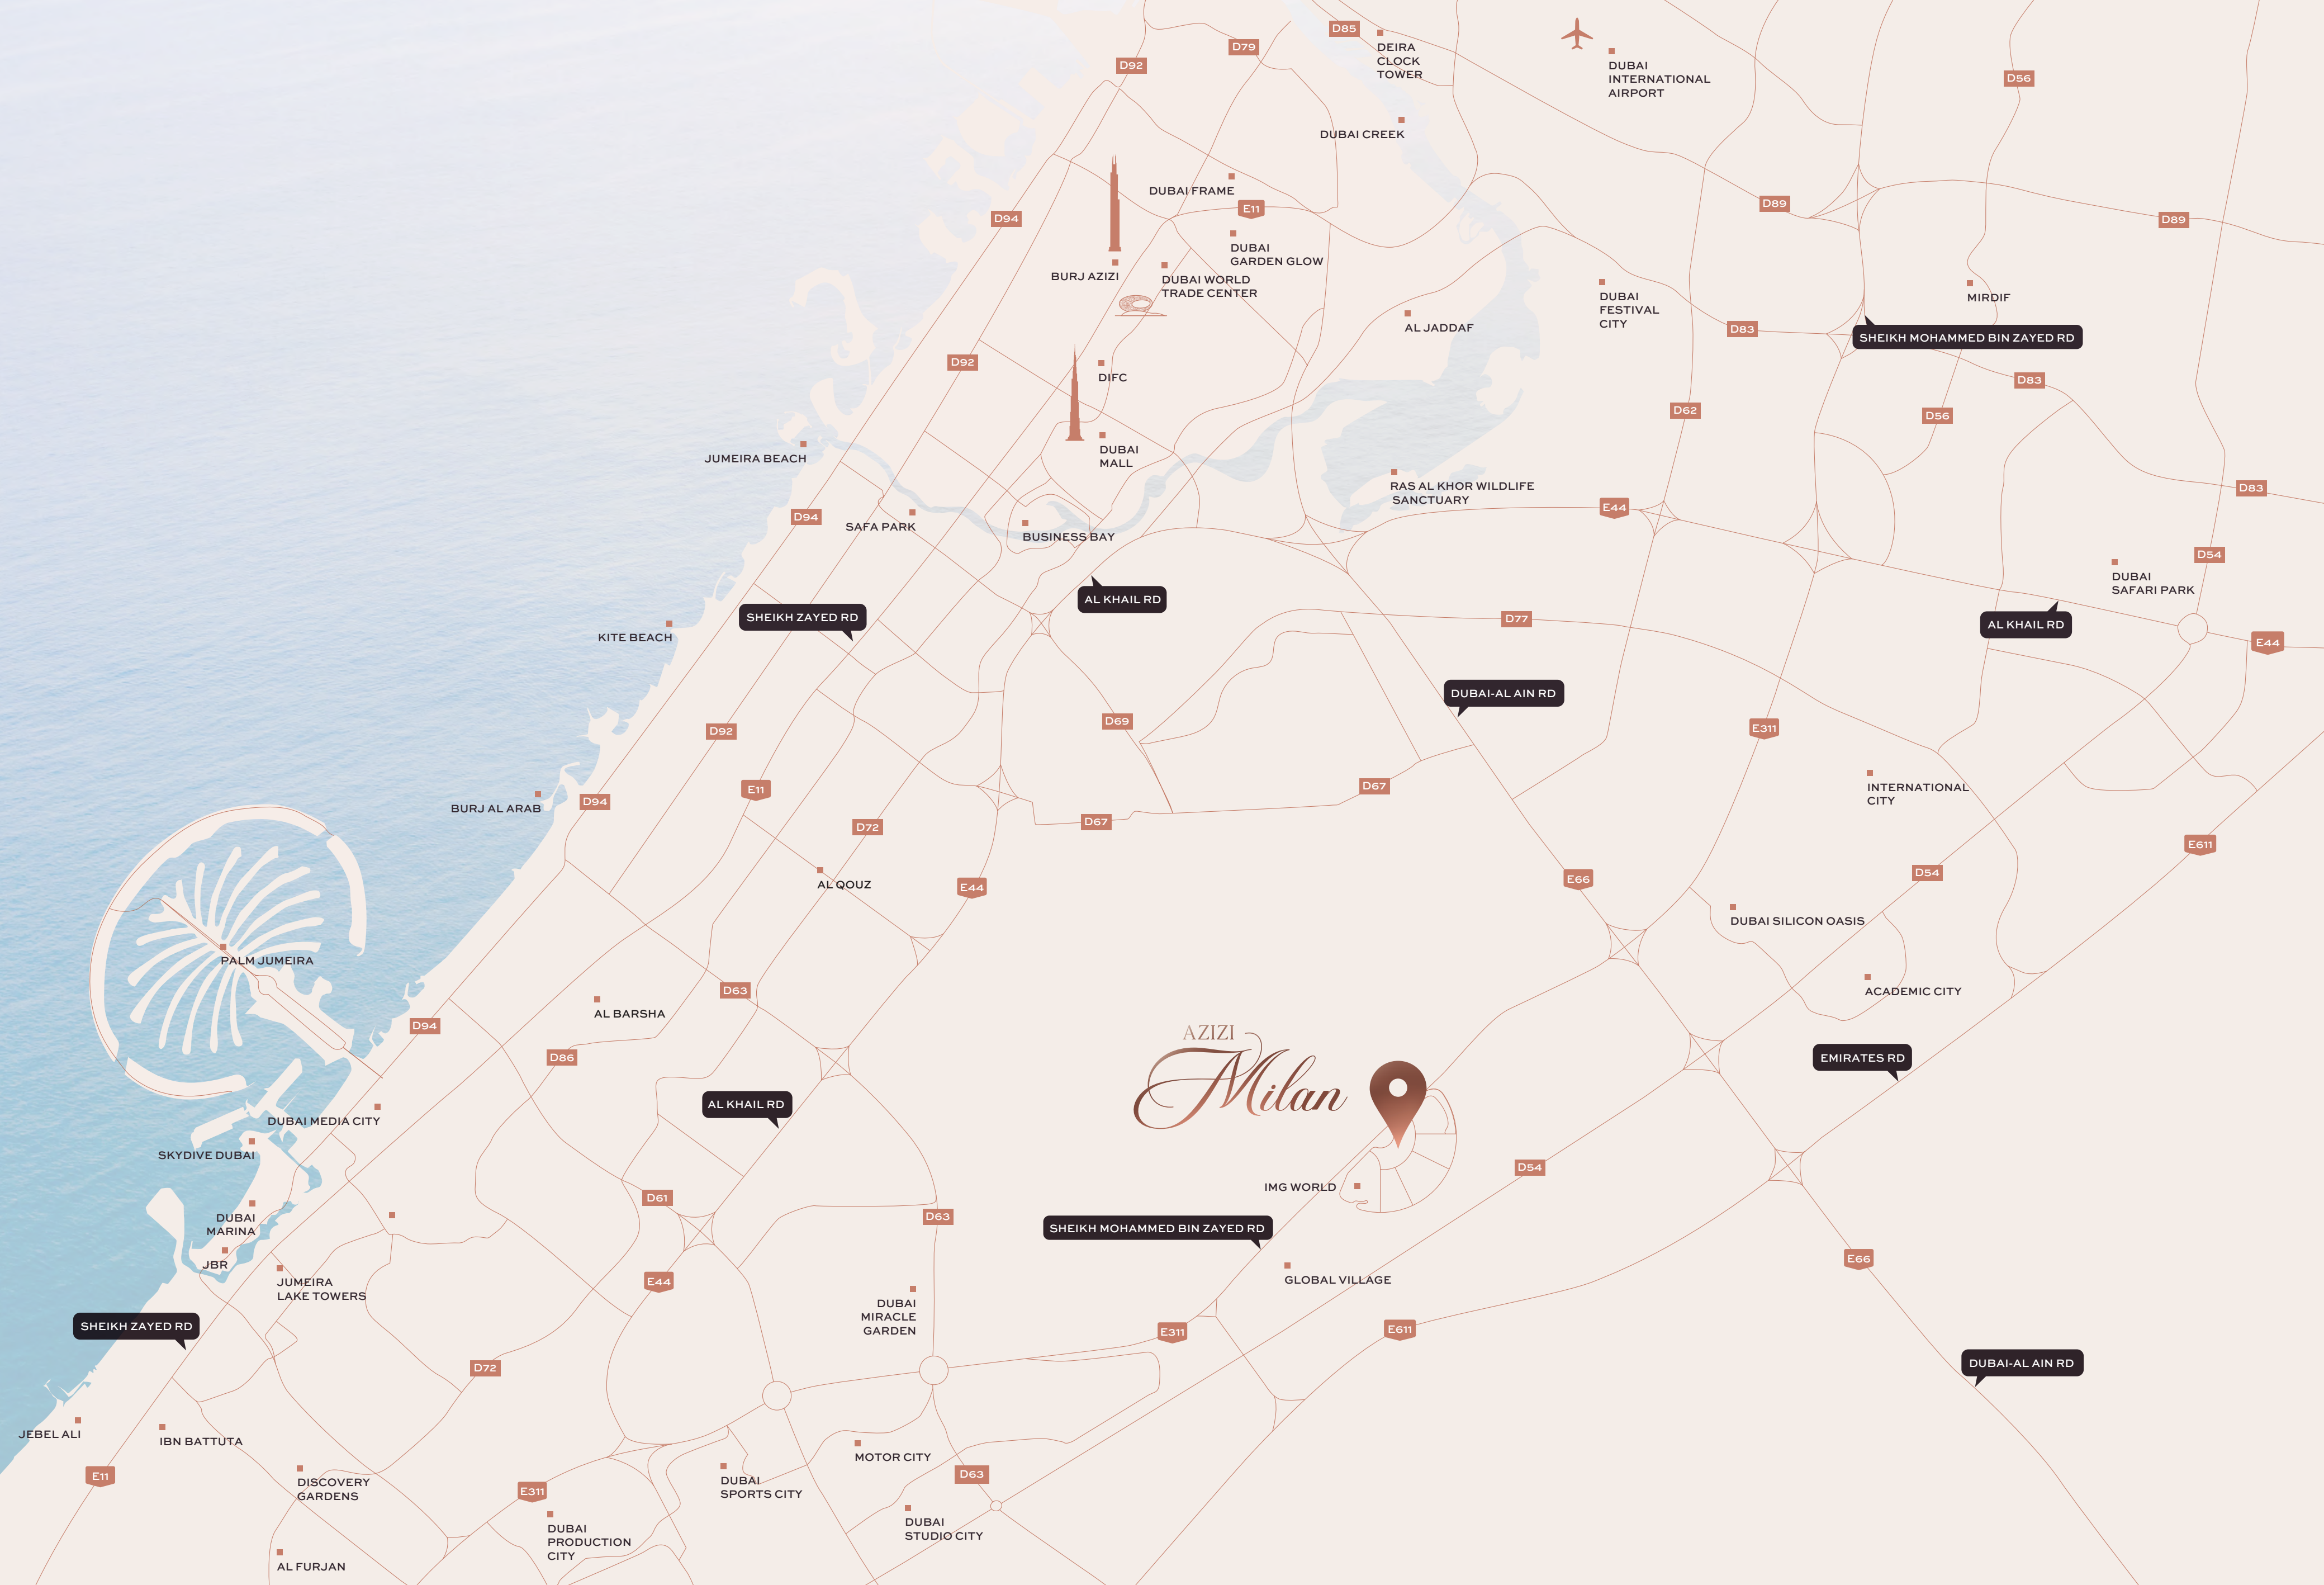 D85
DEIRA
CLOCK
TOWER
D79
D92
DUBAI
INTERNATIONAL
AIRPORT
D56
DUBAI CREEK
DUBAI FRAME
E11
D94
D89
D89
DUBAI
GARDEN GLOW
BURJ AZIZI
DUBAI WORLD
TRADE CENTER
DUBAI
FESTIVAL
CITY
MIRDIF
AL JADDAF
D83
SHEIKH MOHAMMED BIN ZAYED RD
D92
DIFC
D83
D62
D56
JUMEIRA BEACH
DUBAI
MALL
RAS AL KHOR WILDLIFE
SANCTUARY
D83
E44
D94
SAFA PARK
BUSINESS BAY
D54
DUBAI
SAFARI PARK
AL KHAIL RD
SHEIKH ZAYED RD
D77
AL KHAIL RD
KITE BEACH
E44
DUBAI-AL AIN RD
D69
D92
E311
E11
D67
INTERNATIONAL
CITY
BURJ AL ARAB
D94
D72
D67
E611
AL QOUZ
E44
E66
D54
DUBAI SILICON OASIS
PALM JUMEIRA
D63
ACADEMIC CITY
AL BARSHA
D94
AZIZI
Milan
D86
EMIRATES RD
AL KHAIL RD
DUBAI MEDIA CITY
SKYDIVE DUBAI
D54
IMG WORLD
D61
DUBAI
MARINA
D63
SHEIKH MOHAMMED BIN ZAYED RD
JBR
E66
JUMEIRA
LAKE TOWERS
E44
GLOBAL VILLAGE
DUBAI
MIRACLE
GARDEN
SHEIKH ZAYED RD
E311
E611
D72
DUBAI-AL AIN RD
JEBEL ALI
IBN BATTUTA
MOTOR CITY
E11
DISCOVERY
GARDENS
DUBAI
SPORTS CITY
D63
E311
DUBAI
STUDIO CITY
DUBAI
PRODUCTION
CITY
AL FURJAN